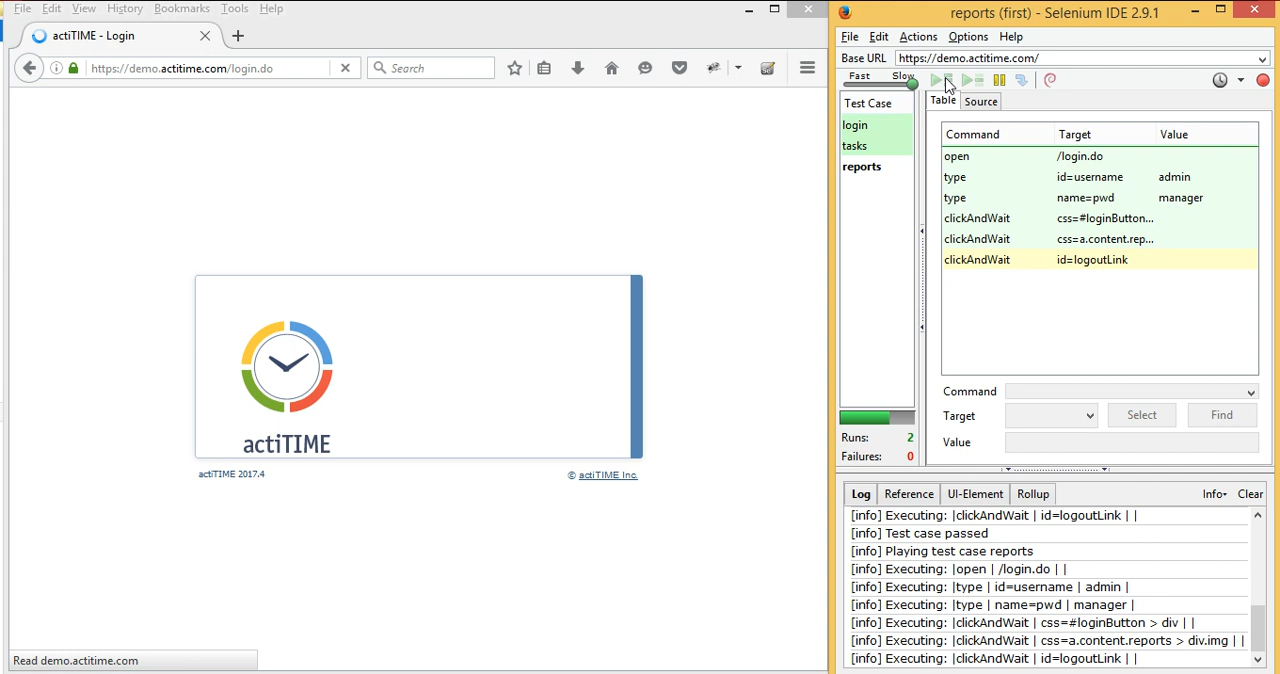 File Edit View History Bookmarks Tools Help
actiTIME - Login
https://demo.actitime.com/login.do
Search
actiTIME
actiTIME 2017.4
© actiTIME Inc.
Read demo.actitime.com
reports (first) - Selenium IDE 2.9.1
File Edit Actions Options Help
Base URL https://demo.actitime.com/
Fast Slow
Test Case
login
tasks
reports
Runs: 2
Failures: 0
Table Source
Command Target Value
open /login.do
type id=username admin
type name=pwd manager
clickAndWait css=#loginButton...
clickAndWait css=a.content.rep...
clickAndWait id=logoutLink
Command
Target Select Find
Value
Log Reference UI-Element Rollup Info Clear
[info] Executing: |clickAndWait | id=logoutLink | |
[info] Test case passed
[info] Playing test case reports
[info] Executing: |open | /login.do | |
[info] Executing: |type | id=username | admin |
[info] Executing: |type | name=pwd | manager |
[info] Executing: |clickAndWait | css=#loginButton > div | |
[info] Executing: |clickAndWait | css=a.content.reports > div.img | |
[info] Executing: |clickAndWait | id=logoutLink | |